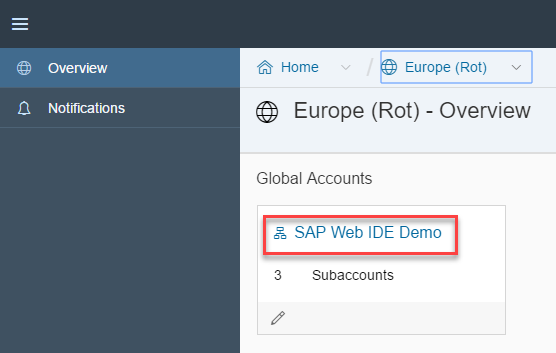 Overview
Notifications
Home / Europe (Rot)
Europe (Rot) - Overview
Global Accounts
SAP Web IDE Demo
3 Subaccounts